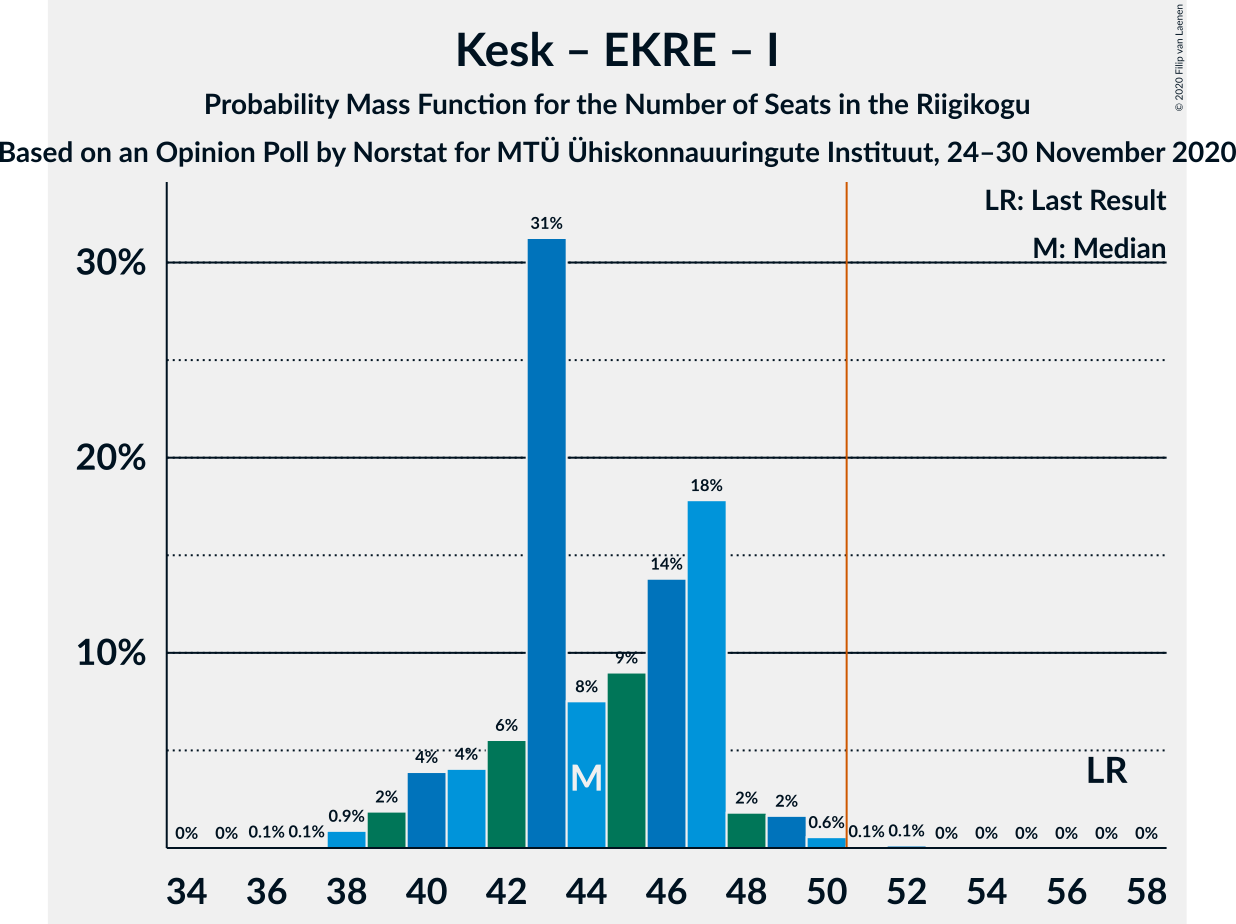 Kesk – EKRE – I
Probability Mass Function for the Number of Seats in the Riigikogu
Based on an Opinion Poll by Norstat for MTÜ Ühiskonnauuringute Instituut, 24–30 November 2020
© 2020 Filip van Laenen
LR: Last Result
M: Median
30%
20%
10%
0% 0% 0.1% 0.1% 0.9% 2% 4% 4% 6% 31% 8% 9% 14% 18% 2% 2% 0.6% 0.1% 0.1% 0% 0% 0% 0% 0% 0%
M
LR
34 36 38 40 42 44 46 48 50 52 54 56 58